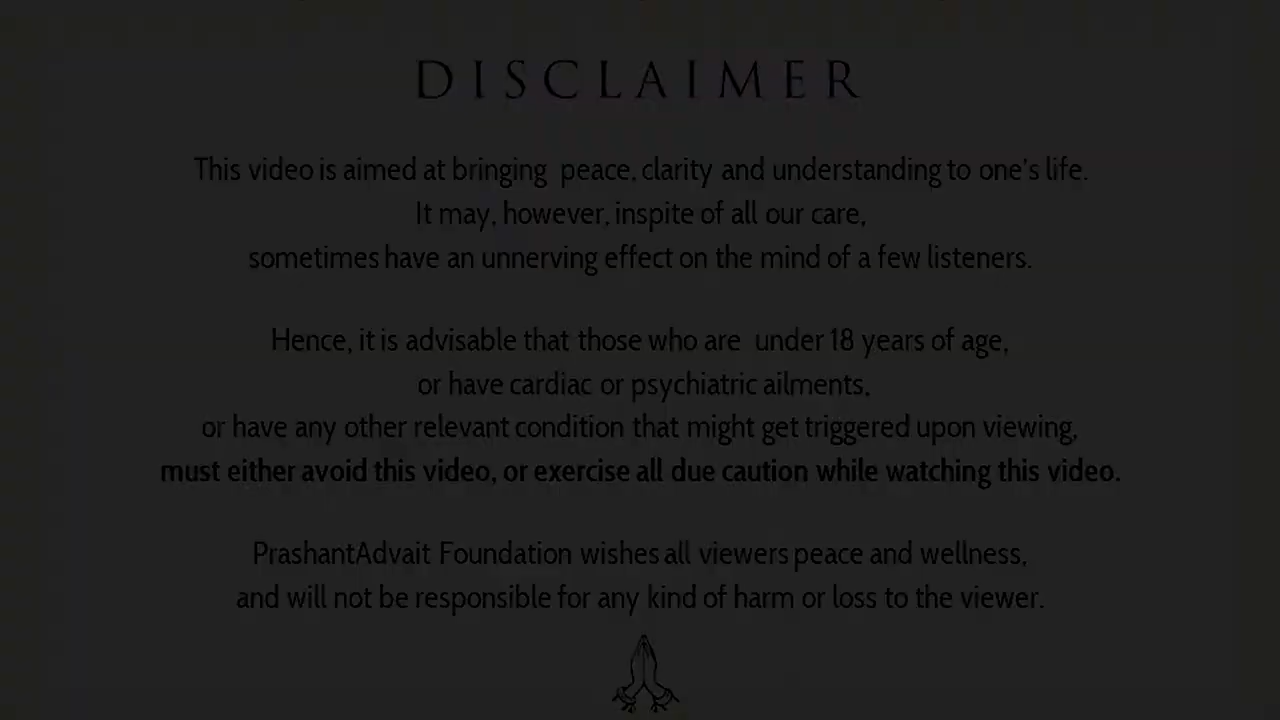 DISCLAIMER
This video is aimed at bringing peace, clarity and understanding to one's life.
It may, however, inspite of all our care,
sometimes have an unnerving effect on the mind of a few listeners.
Hence, it is advisable that those who are under 18 years of age,
or have cardiac or psychiatric ailments,
or have any other relevant condition that might get triggered upon viewing,
must either avoid this video, or exercise all due caution while watching this video.
PrashantAdvait Foundation wishes all viewers peace and wellness,
and will not be responsible for any kind of harm or loss to the viewer.